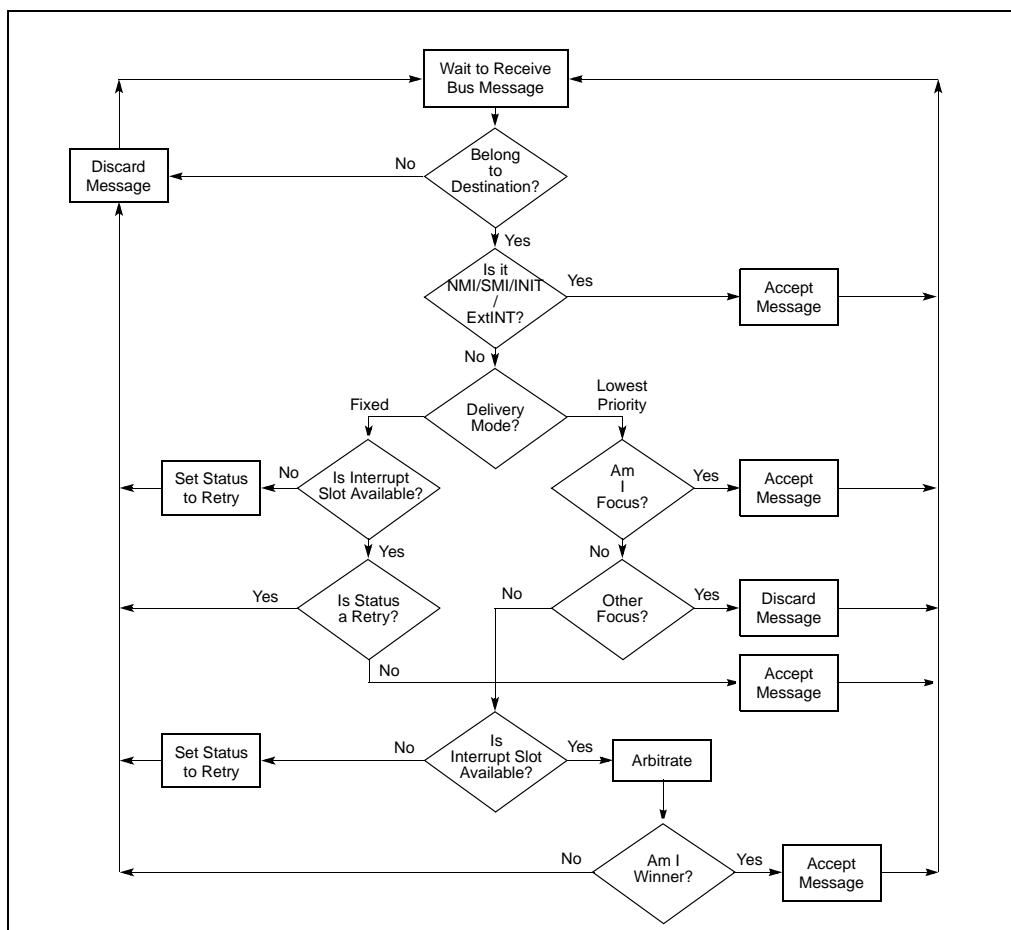 Wait to Receive
Bus Message
Belong
to
Destination?
No
Discard
Message
Yes
Is it
NMI/SMI/INIT
/
ExtINT?
Yes
Accept
Message
No
Delivery
Mode?
Fixed
Lowest
Priority
Is Interrupt
Slot Available?
No
Set Status
to Retry
Am
I
Focus?
Yes
Accept
Message
Yes
No
Is Status
a Retry?
Yes
Other
Focus?
No
Yes
Discard
Message
No
Accept
Message
Is
Interrupt Slot
Available?
No
Set Status
to Retry
Yes
Arbitrate
Am I
Winner?
No
Yes
Accept
Message